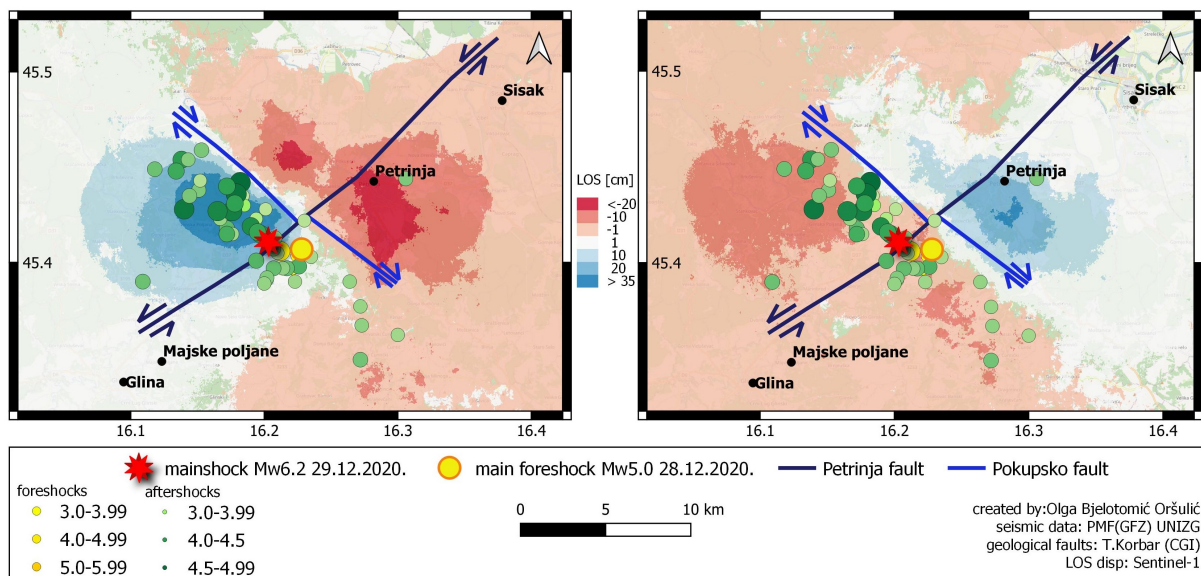 45.5
45.4
Sisak
Petrinja
Majske poljane
Glina
16.1 16.2 16.3 16.4
LOS [cm]
<-20
-10
-1
1
10
20
> 35
45.5
45.4
Sisak
Petrinja
Majske poljane
Glina
16.1 16.2 16.3 16.4
mainshock Mw6.2 29.12.2020. main foreshock Mw5.0 28.12.2020. Petrinja fault Pokupsko fault
foreshocks aftershocks
3.0-3.99 3.0-3.99
4.0-4.99 4.0-4.5
5.0-5.99 4.5-4.99
0 5 10 km
created by:Olga Bjelotomić Oršulić
seismic data: PMF(GFZ) UNIZG
geological faults: T.Korbar (CGI)
LOS disp: Sentinel-1